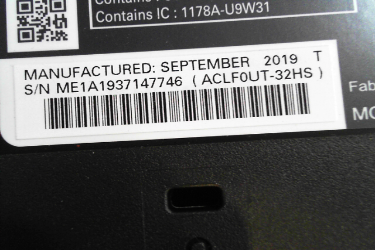 Contains IC : 1178A-U9W31
MANUFACTURED: SEPTEMBER 2019 T
S/N ME1A1937147746 ( ACLF0UT-32HS )